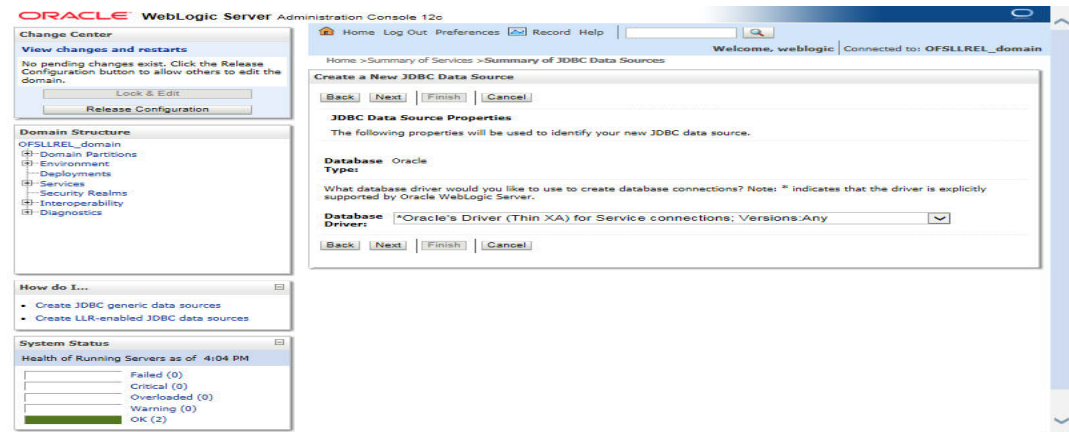 ORACLE WebLogic Server Administration Console 12c
Change Center
View changes and restarts
No pending changes exist. Click the Release
Configuration button to allow others to edit the
domain.
Lock & Edit
Release Configuration
Domain Structure
OFSLLREL_domain
Domain Partitions
Environment
Deployments
Services
Security Realms
Interoperability
Diagnostics
How do I...
Create JDBC generic data sources
Create LLR-enabled JDBC data sources
System Status
Health of Running Servers as of 4:04 PM
Failed (0)
Critical (0)
Overloaded (0)
Warning (0)
OK (2)
Home Log Out Preferences Record Help
Welcome, weblogic Connected to: OFSLLREL_domain
Home >Summary of Services >Summary of JDBC Data Sources
Create a New JDBC Data Source
Back Next Finish Cancel
JDBC Data Source Properties
The following properties will be used to identify your new JDBC data source.
Database Oracle
Type:
What database driver would you like to use to create database connections? Note: * indicates that the driver is explicitly
supported by Oracle WebLogic Server.
Database *Oracle's Driver (Thin XA) for Service connections; Versions:Any
Driver:
Back Next Finish Cancel